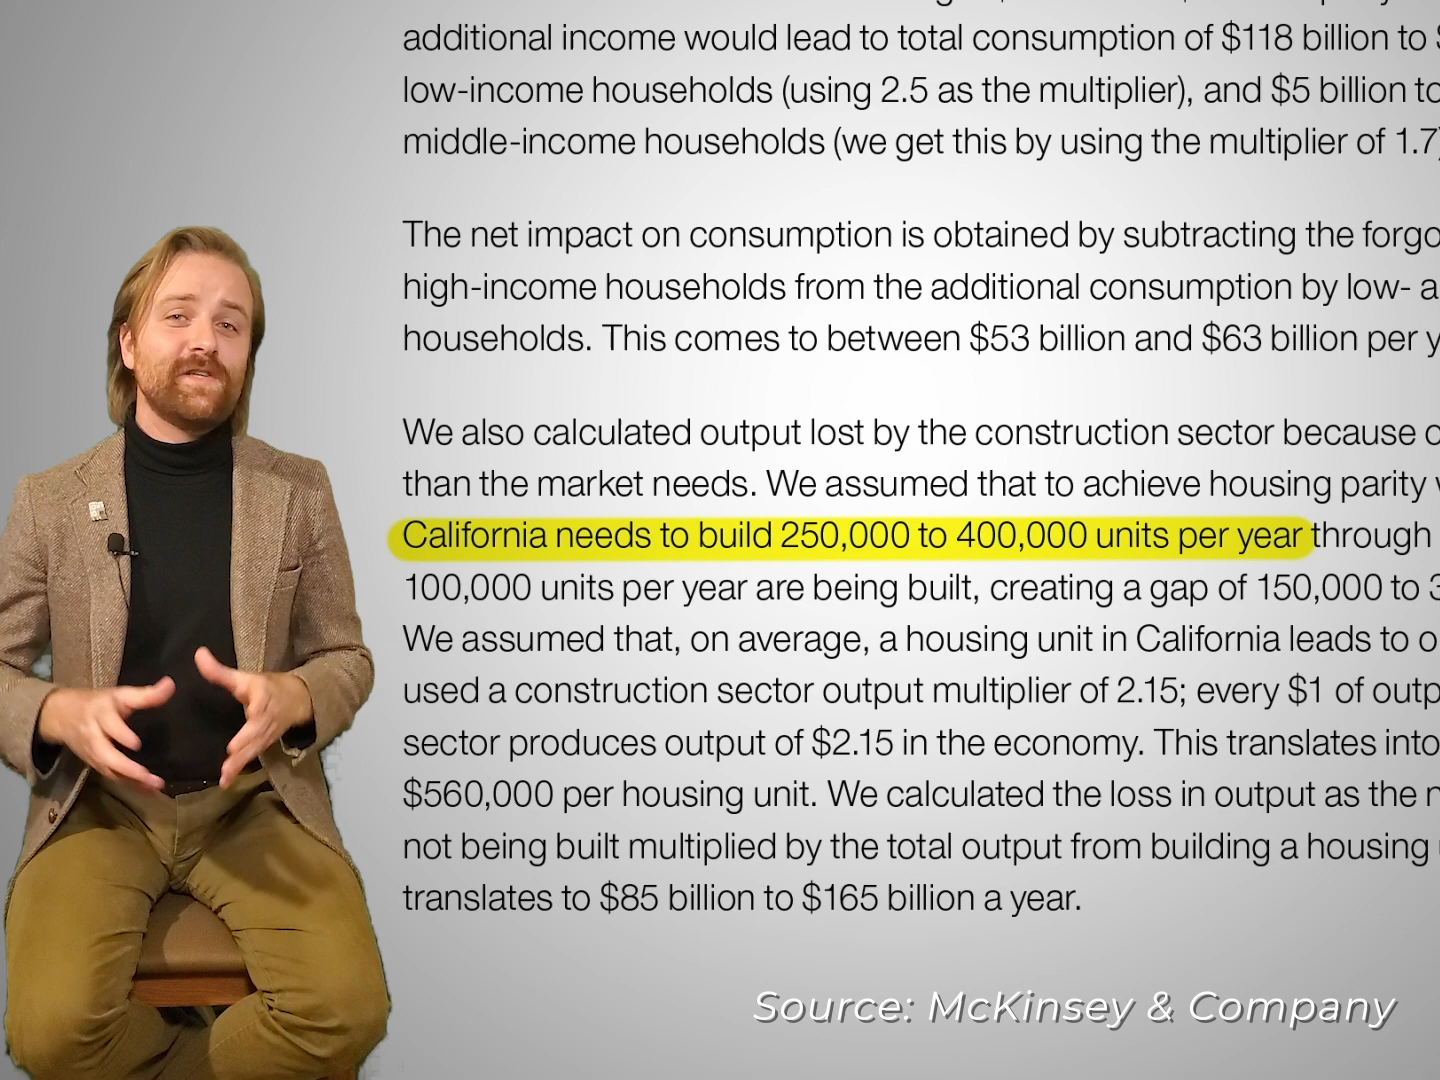 additional income would lead to total consumption of $118 billion to
low-income households (using 2.5 as the multiplier), and $5 billion to
middle-income households (we get this by using the multiplier of 1.7)
The net impact on consumption is obtained by subtracting the
high-income households from the additional consumption by low- a
households. This comes to between $53 billion and $63 billion per
We also calculated output lost by the construction sector because
than the market needs. We assumed that to achieve housing parity
California needs to build 250,000 to 400,000 units per year through
100,000 units per year are being built, creating a gap of 150,000 to
We assumed that, on average, a housing unit in California leads to
used a construction sector output multiplier of 2.15; every $1 of
sector produces output of $2.15 in the economy. This translates into
$560,000 per housing unit. We calculated the loss in output as the
not being built multiplied by the total output from building a housing
translates to $85 billion to $165 billion a year.
Source: McKinsey & Company